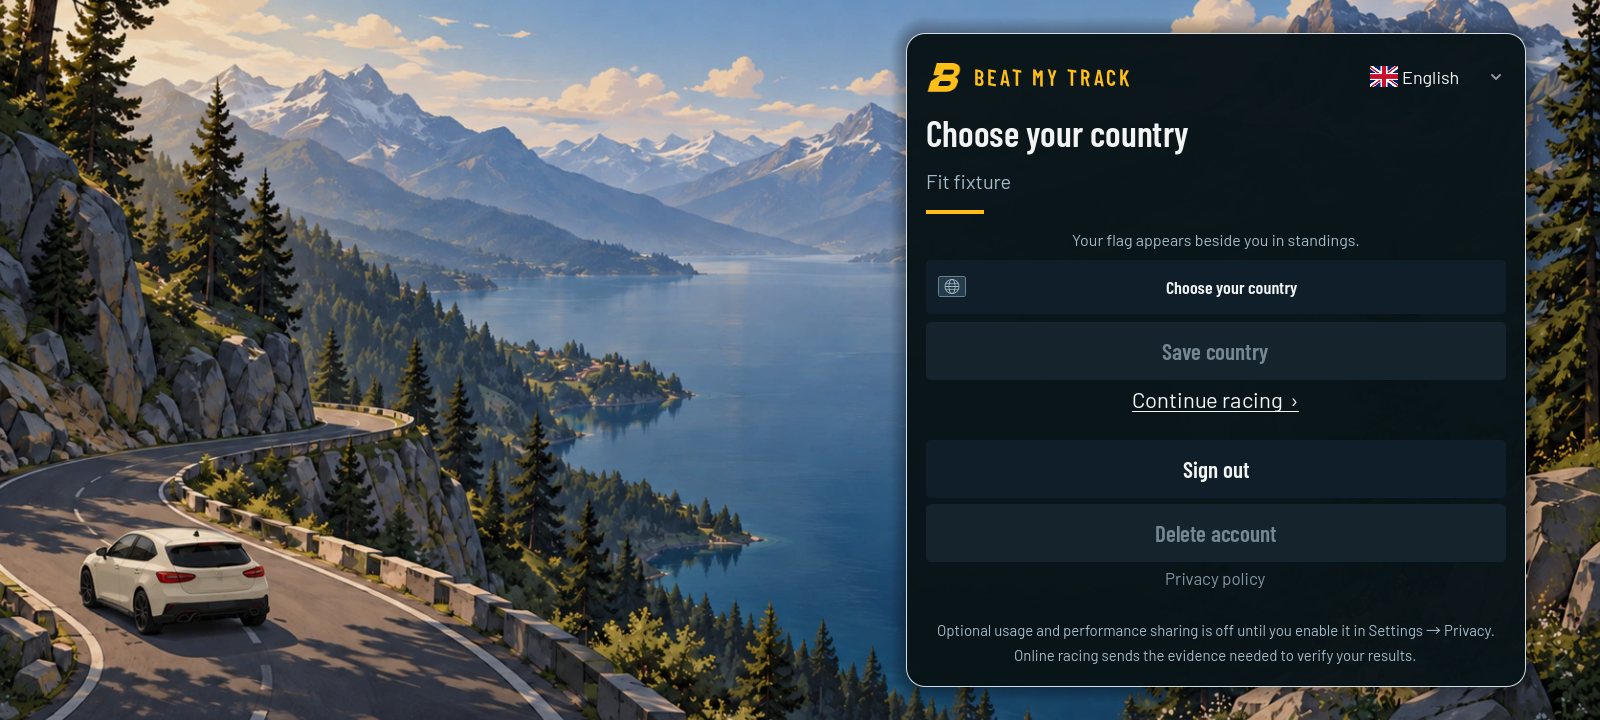 BEAT MY TRACK
English
Choose your country
Fit fixture
Your flag appears beside you in standings.
Choose your country
Save country
Continue racing ›
Sign out
Delete account
Privacy policy
Optional usage and performance sharing is off until you enable it in Settings → Privacy.
Online racing sends the evidence needed to verify your results.